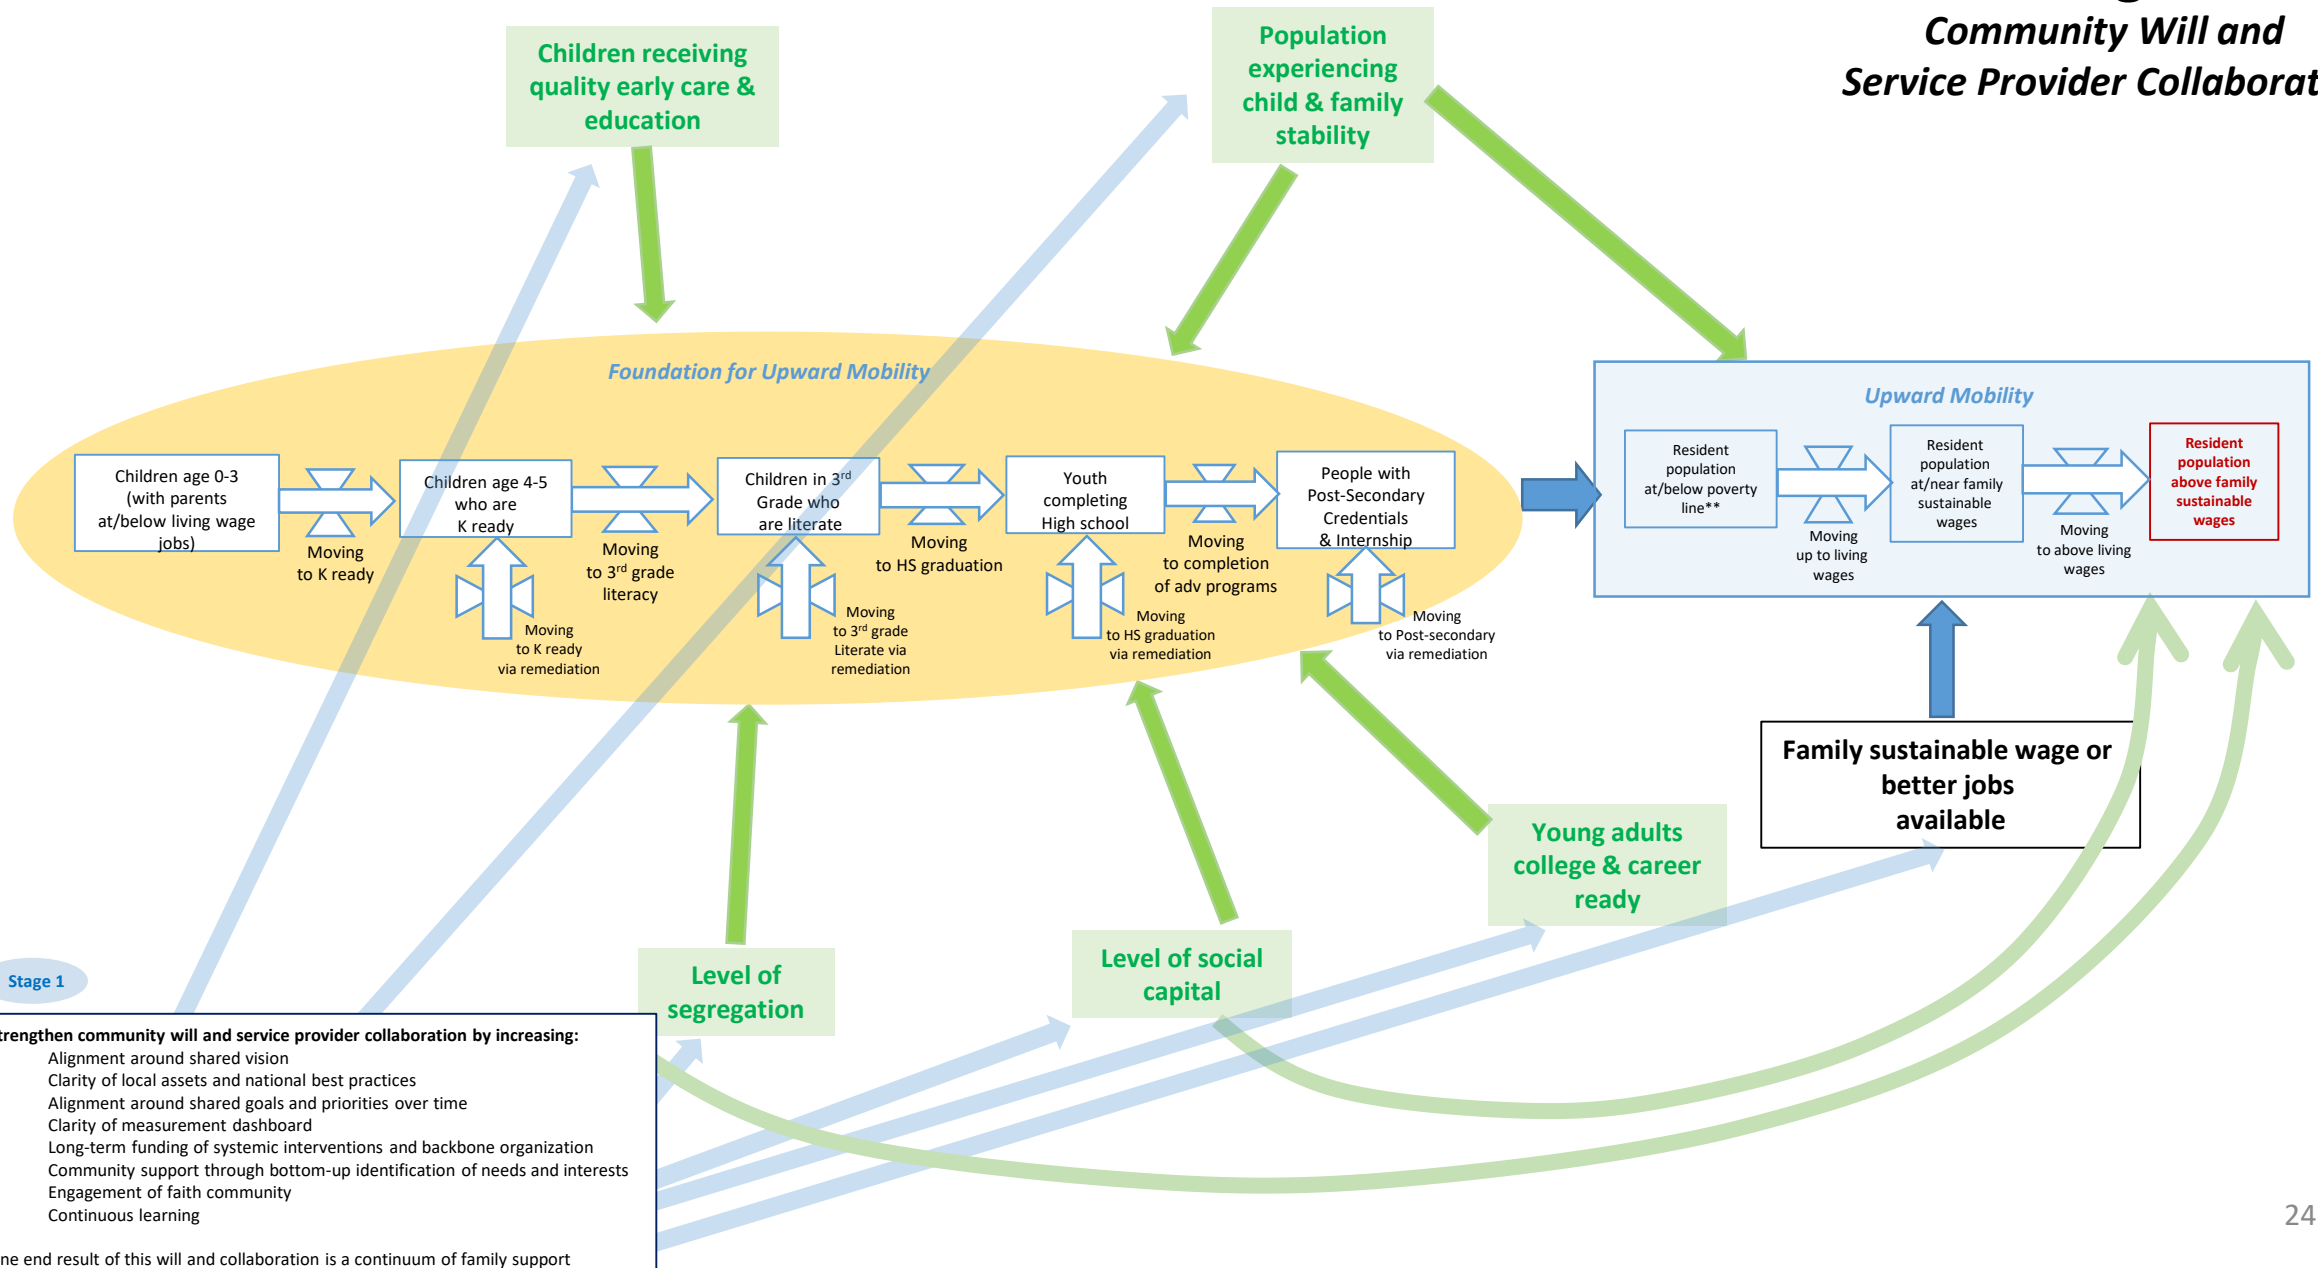 Community Will and
Service Provider Collaborat
Children receiving
quality early care &
education
Population
experiencing
child & family
stability
Foundation for Upward Mobility
Children age 0-3
(with parents
at/below living wage
jobs)
Moving
to K ready
Children age 4-5
who are
K ready
Moving
to 3rd grade
literacy
Children in 3rd
Grade who
are literate
Moving
to HS graduation
Youth
completing
High school
Moving
to completion
of adv programs
People with
Post-Secondary
Credentials
& Internship
Moving
to K ready
via remediation
Moving
to 3rd grade
Literate via
remediation
Moving
to HS graduation
via remediation
Moving
to Post-secondary
via remediation
Upward Mobility
Resident
population
at/below poverty
line**
Moving
up to living
wages
Resident
population
at/near family
sustainable
wages
Moving
to above living
wages
Resident
population
above family
sustainable
wages
Family sustainable wage or
better jobs
available
Young adults
college & career
ready
Level of social
capital
Level of
segregation
Stage 1
trengthen community will and service provider collaboration by increasing:
Alignment around shared vision
Clarity of local assets and national best practices
Alignment around shared goals and priorities over time
Clarity of measurement dashboard
Long-term funding of systemic interventions and backbone organization
Community support through bottom-up identification of needs and interests
Engagement of faith community
Continuous learning
ne end result of this will and collaboration is a continuum of family support
24